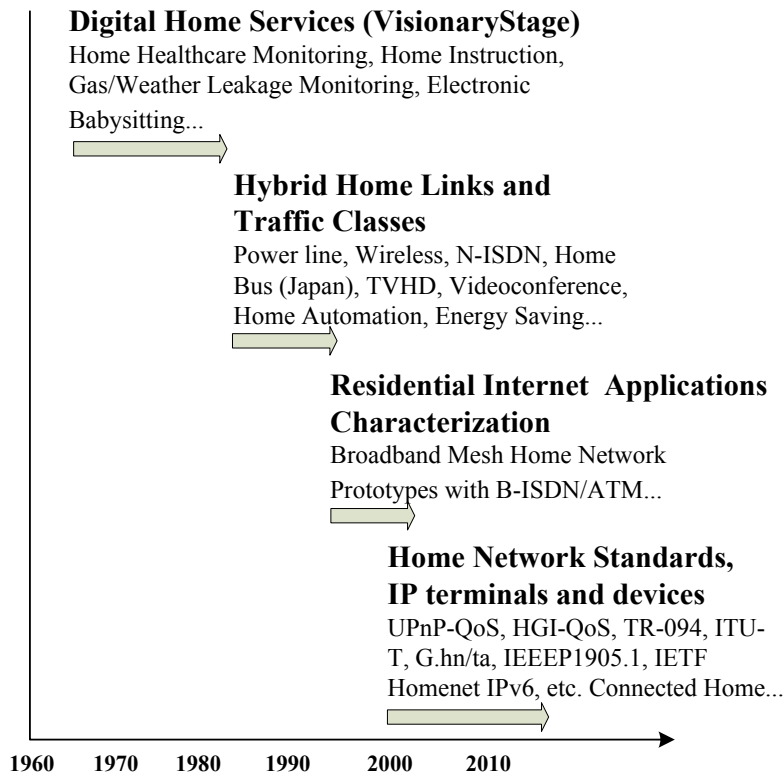 Digital Home Services (VisionaryStage)
Home Healthcare Monitoring, Home Instruction,
Gas/Weather Leakage Monitoring, Electronic
Babysitting...
Hybrid Home Links and
Traffic Classes
Power line, Wireless, N-ISDN, Home
Bus (Japan), TVHD, Videoconference,
Home Automation, Energy Saving...
Residential Internet  Applications
Characterization
Broadband Mesh Home Network
Prototypes with B-ISDN/ATM...
Home Network Standards,
IP terminals and devices
UPnP-QoS, HGI-QoS, TR-094, ITU-
T, G.hn/ta, IEEEP1905.1, IETF
Homenet IPv6, etc. Connected Home...
1960 1970 1980 1990 2000 2010